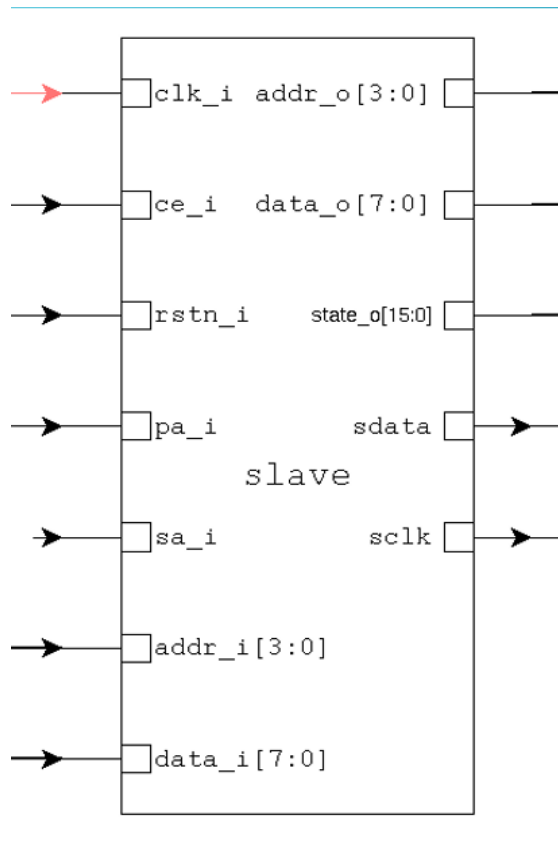 clk_i addr_o[3:0]
ce_i data_o[7:0]
rstn_i state_o[15:0]
pa_i sdata
slave
sa_i sclk
addr_i[3:0]
data_i[7:0]